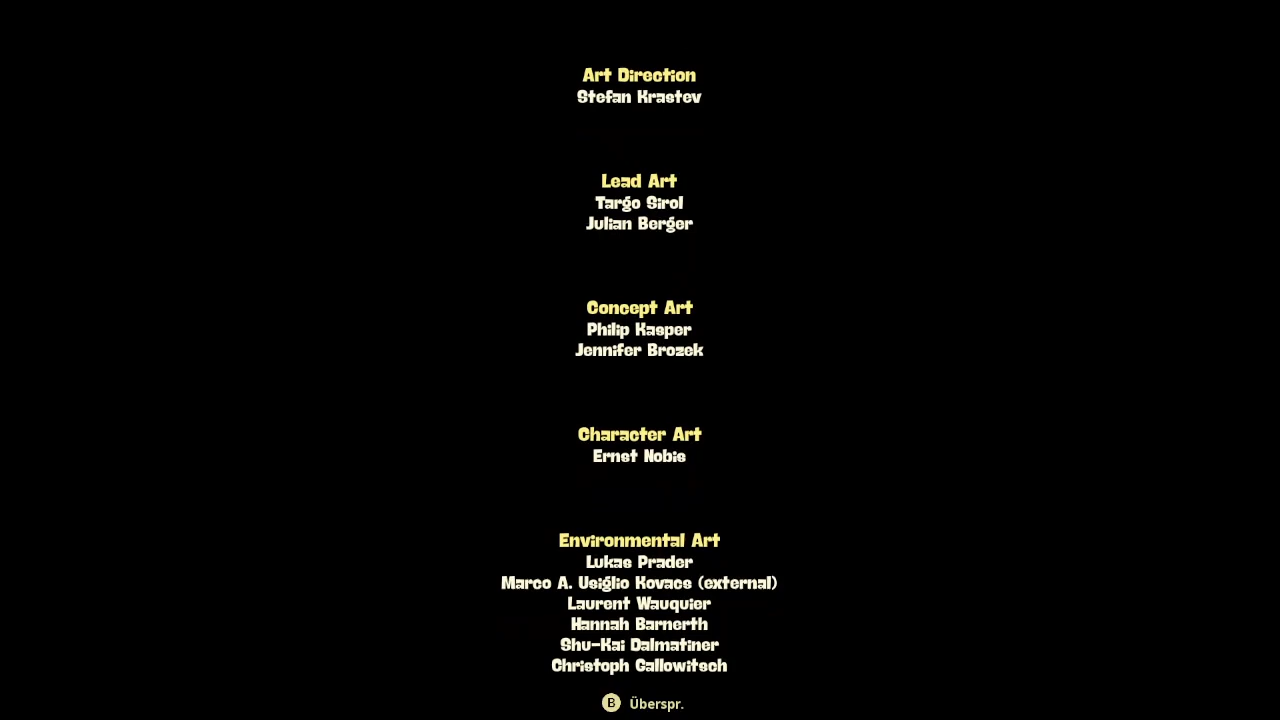 Art Direction
Stefan Krastev
Lead Art
Targo Sirol
Julian Berger
Concept Art
Philip Kasper
Jennifer Brozek
Character Art
Ernst Nobis
Environmental Art
Lukas Prader
Marco A. Usiglio Kovacs (external)
Laurent Wauquier
Hannah Barnerth
Shu-Kai Dalmatiner
Christoph Gallowitsch
B Überspr.